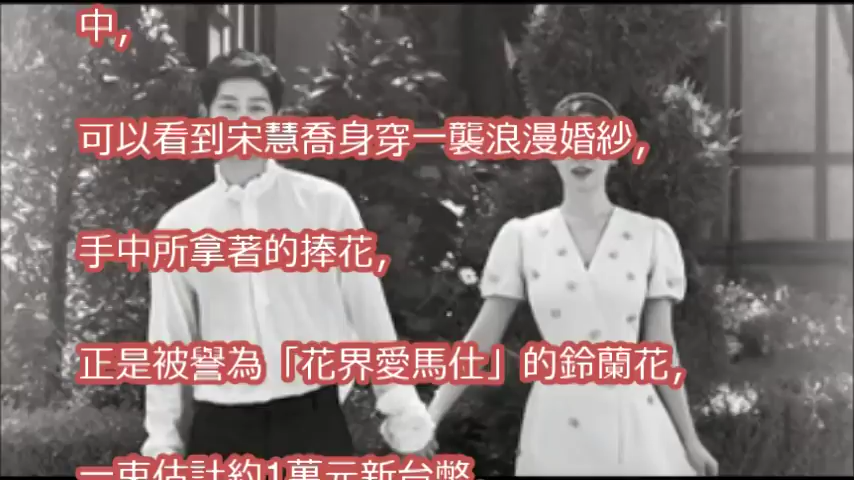 中,
可以看到宋慧喬身穿一襲浪漫婚紗,
手中所拿著的捧花,
正是被譽為「花界愛馬仕」的鈴蘭花,
一束估計約1萬元新台幣,